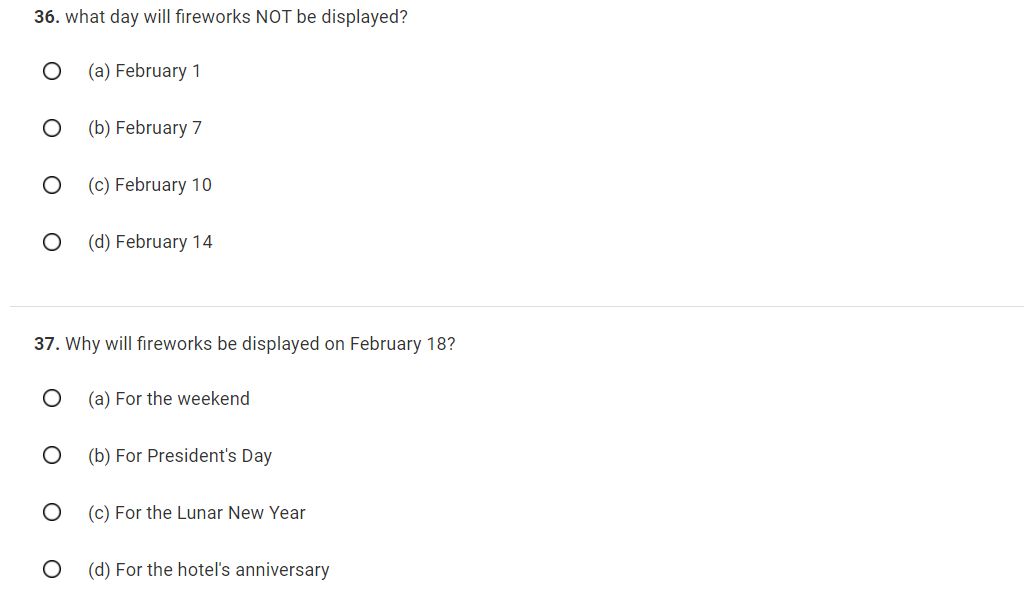 36. what day will fireworks NOT be displayed?
(a) February 1
(b) February 7
(c) February 10
(d) February 14
37. Why will fireworks be displayed on February 18?
(a) For the weekend
(b) For President's Day
(c) For the Lunar New Year
(d) For the hotel's anniversary